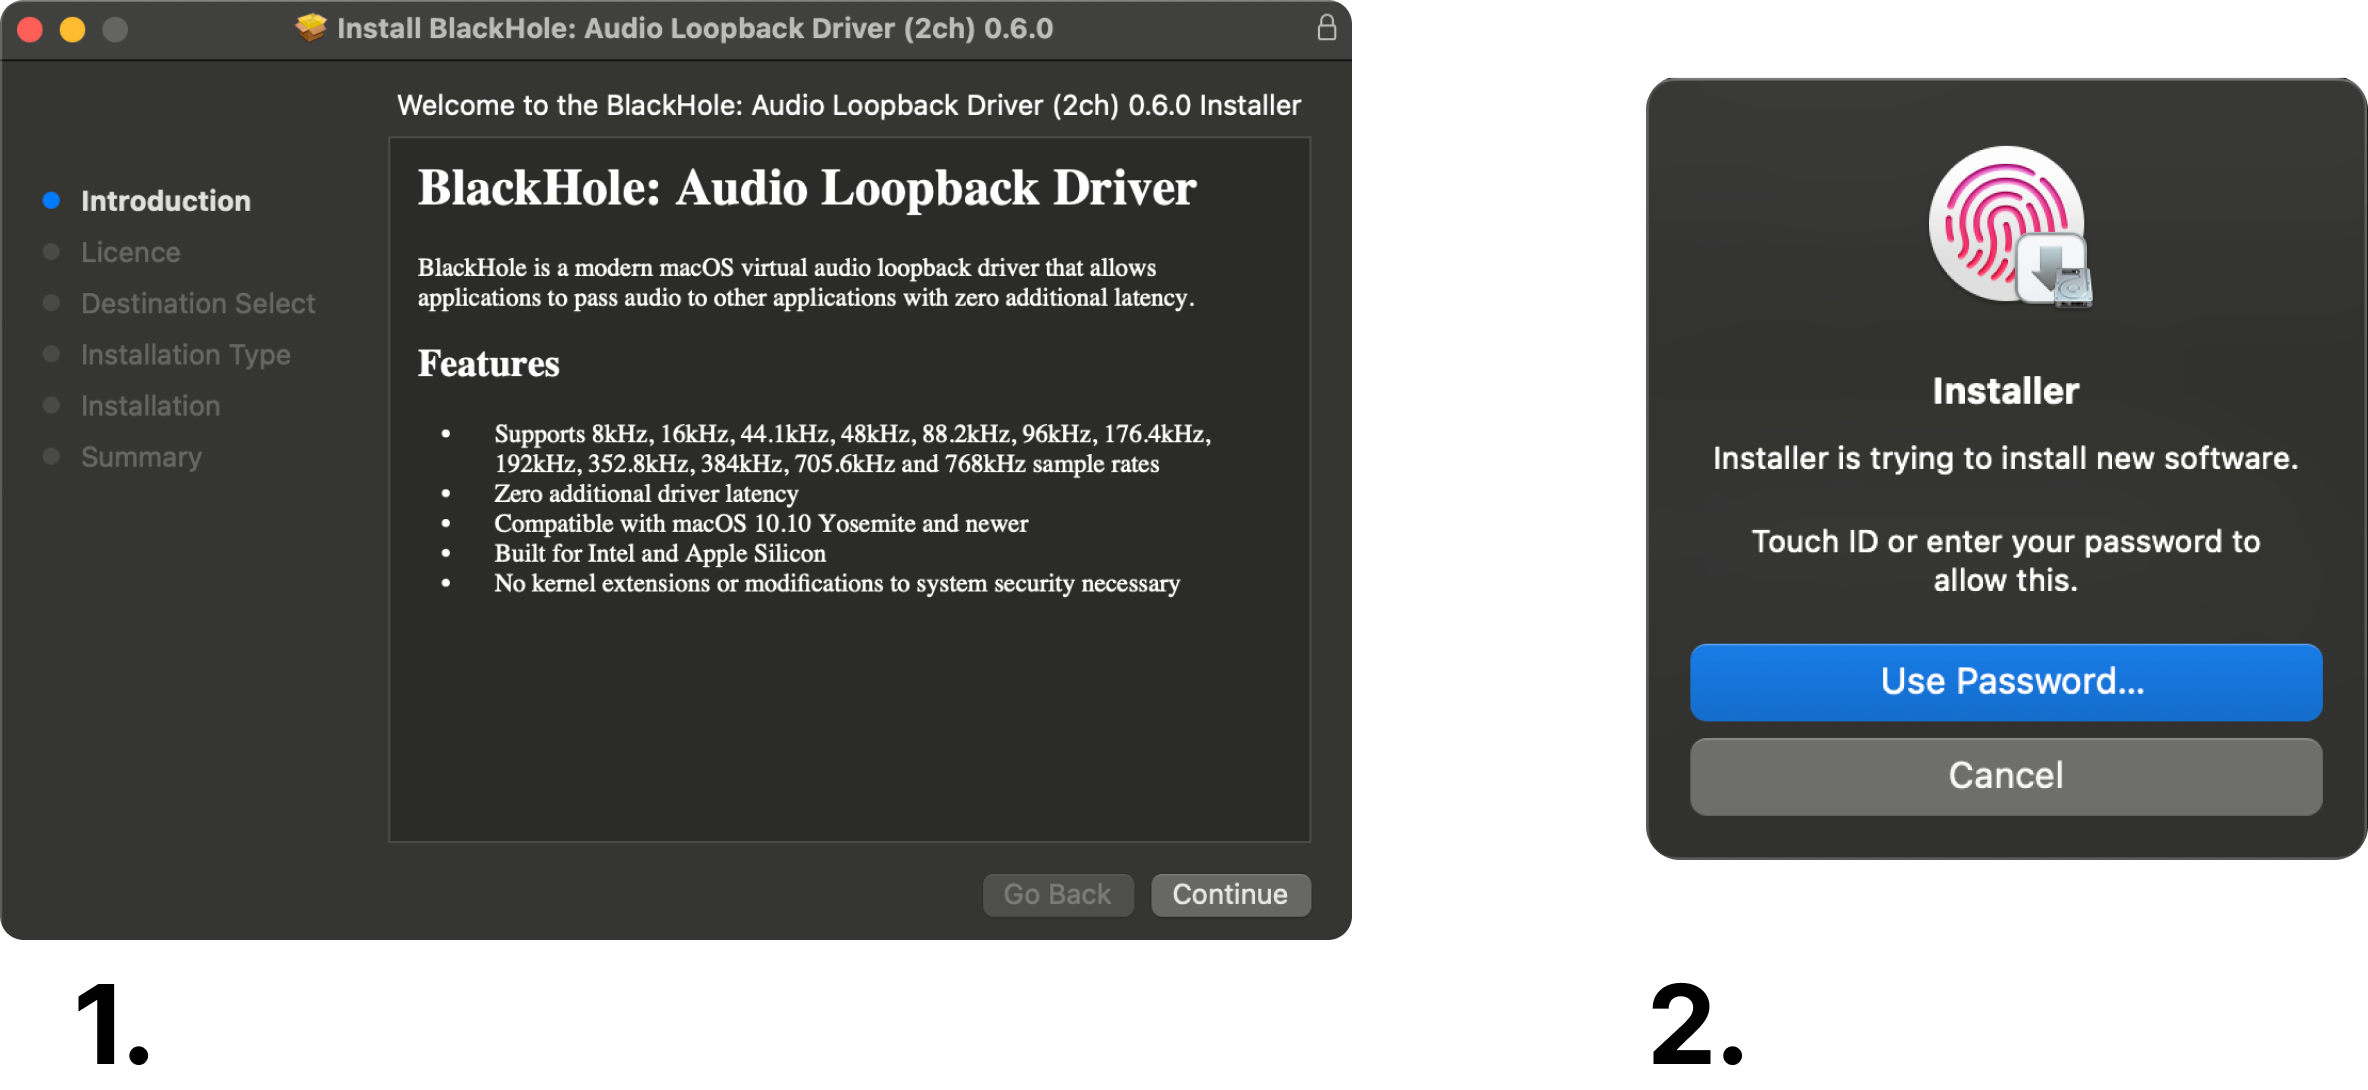 Install BlackHole: Audio Loopback Driver (2ch) 0.6.0
Welcome to the BlackHole: Audio Loopback Driver (2ch) 0.6.0 Installer
Introduction
Licence
Destination Select
Installation Type
Installation
Summary
BlackHole: Audio Loopback Driver
BlackHole is a modern macOS virtual audio loopback driver that allows
applications to pass audio to other applications with zero additional latency.
Features
• Supports 8kHz, 16kHz, 44.1kHz, 48kHz, 88.2kHz, 96kHz, 176.4kHz,
192kHz, 352.8kHz, 384kHz, 705.6kHz and 768kHz sample rates
• Zero additional driver latency
• Compatible with macOS 10.10 Yosemite and newer
• Built for Intel and Apple Silicon
• No kernel extensions or modifications to system security necessary
Go Back
Continue
1.
Installer
Installer is trying to install new software.
Touch ID or enter your password to
allow this.
Use Password...
Cancel
2.